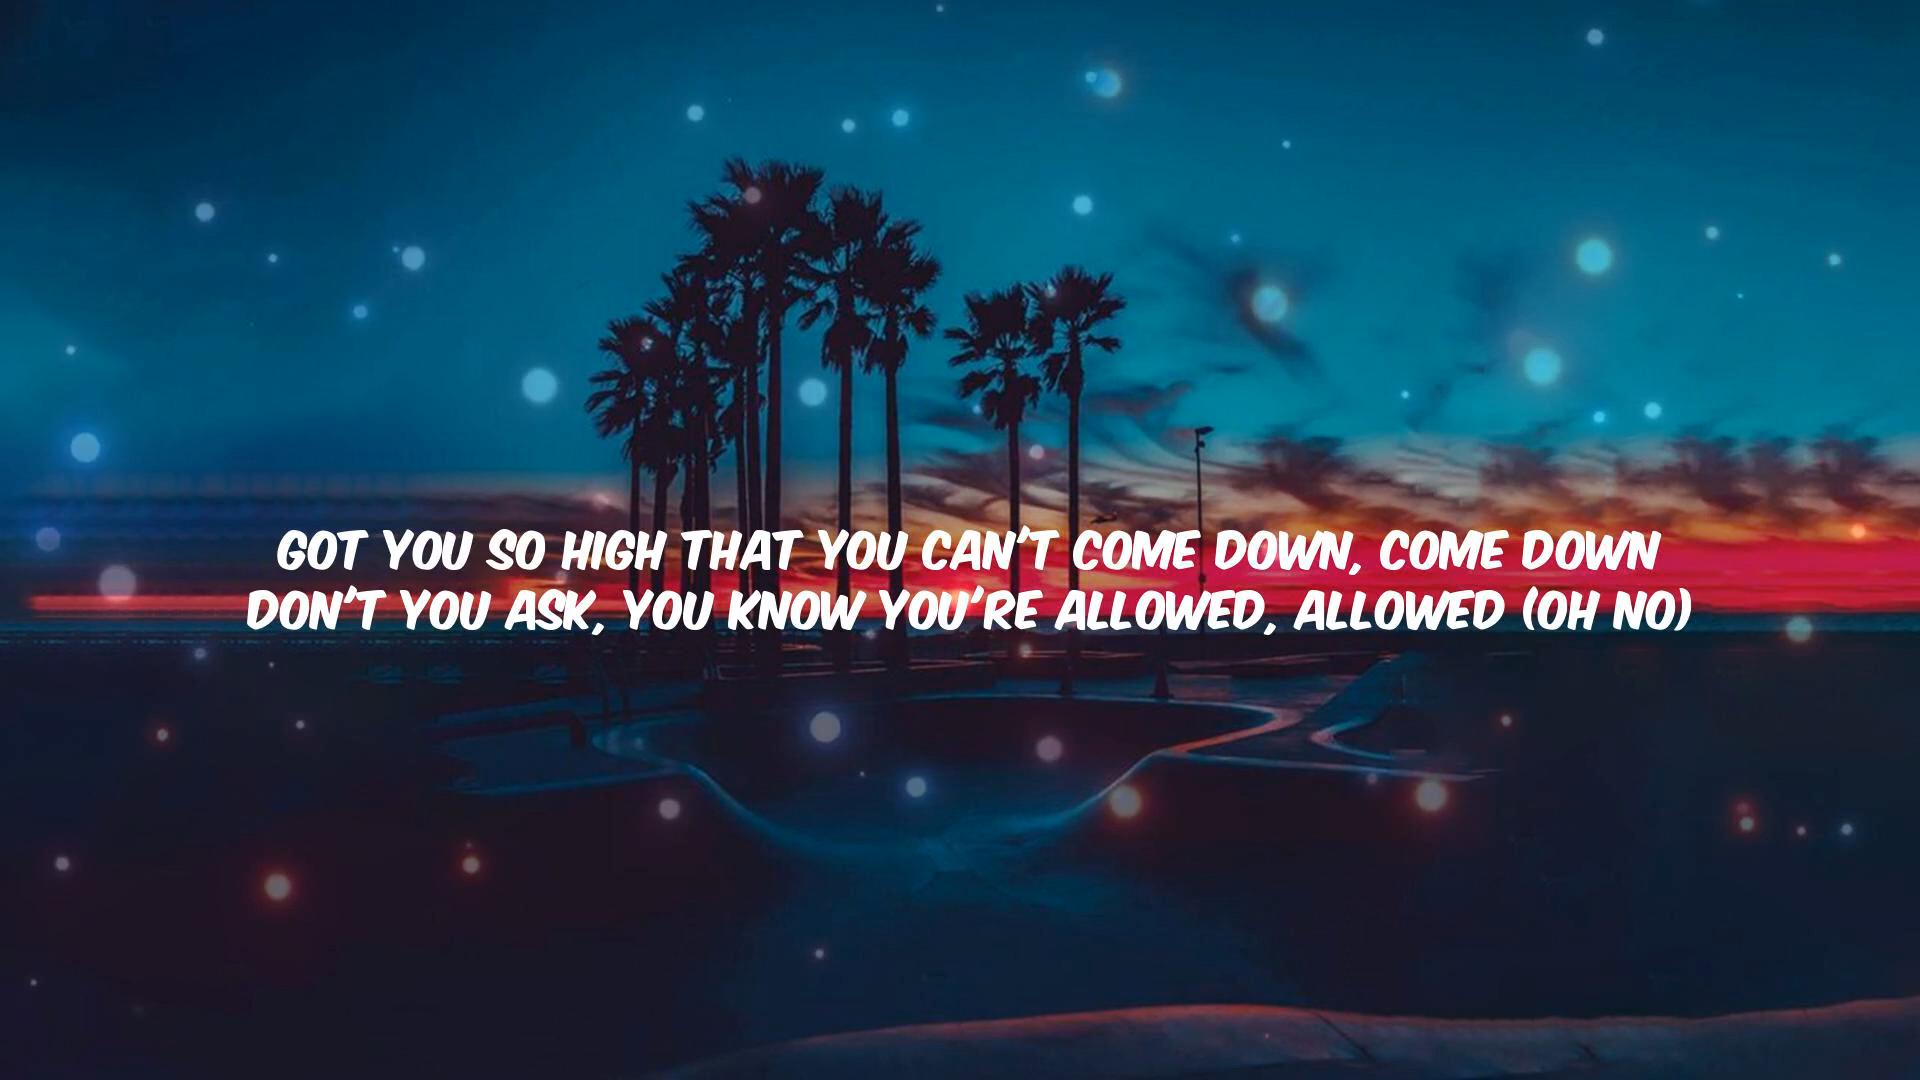 GOT YOU SO HIGH THAT YOU CAN'T COME DOWN, COME DOWN
DON'T YOU ASK, YOU KNOW YOU'RE ALLOWED, ALLOWED (OH NO)